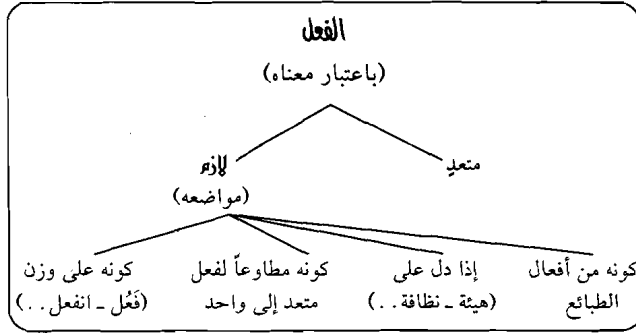 الفعل
(باعتبار معناه)
متعدٍ
لازم
(مواضعه)
كونه من أفعال
الطبائع
إذا دل على
(هيئة ـ نظافة . .)
كونه مطاوعاً لفعل
متعد إلى واحد
كونه على وزن
(فَعُل ـ انفعل . .)